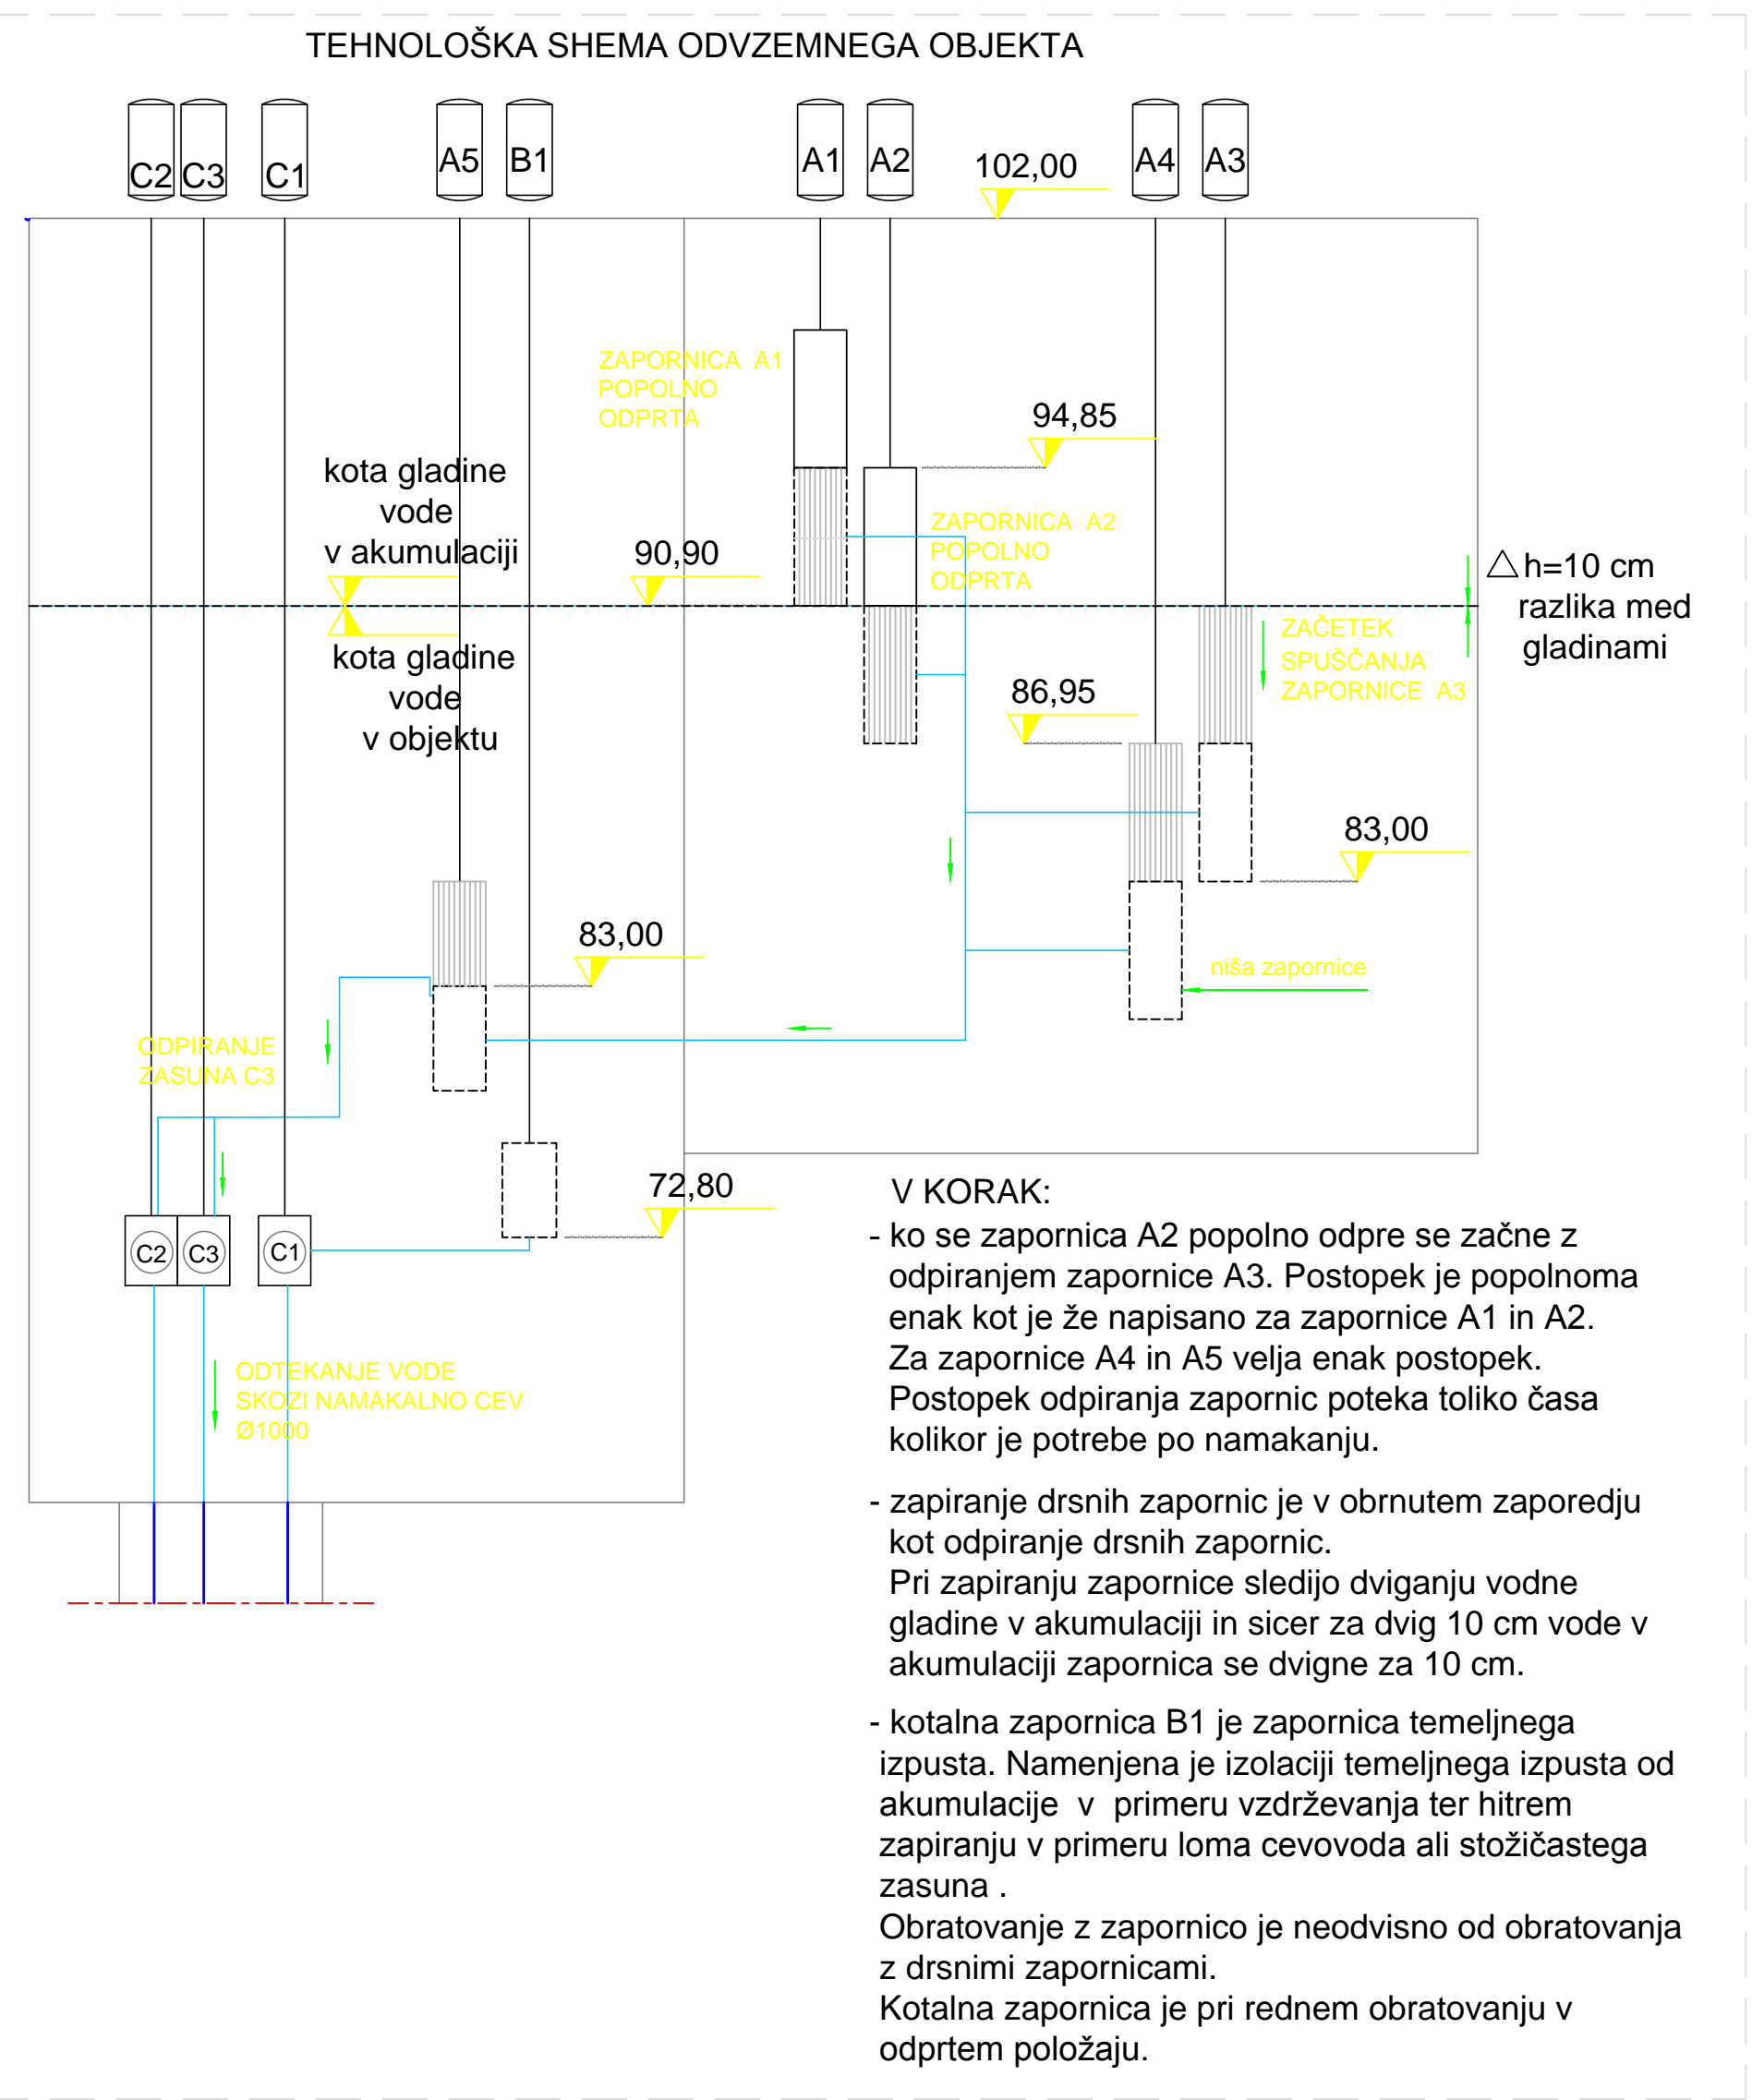 TEHNOLOŠKA SHEMA ODVZEMNEGA OBJEKTA
C2
C3
C1
A5
B1
A1
A2
102,00
A4
A3
ZAPORNICA A1
POPOLNO
ODPRTA
94,85
kota gladine
vode
v akumulaciji
90,90
ZAPORNICA A2
POPOLNO
ODPRTA
△h=10 cm
razlika med
gladinami
kota gladine
vode
v objektu
ZAČETEK
SPUŠČANJA
ZAPORNICE A3
86,95
83,00
83,00
niša zapornice
ODPIRANJE
ZASUNA C3
72,80
C2
C3
C1
ODTEKANJE VODE
SKOZI NAMAKALNO CEV
Ø1000
V KORAK:
- ko se zapornica A2 popolno odpre se začne z
odpiranjem zapornice A3. Postopek je popolnoma
enak kot je že napisano za zapornice A1 in A2.
Za zapornice A4 in A5 velja enak postopek.
Postopek odpiranja zapornic poteka toliko časa
kolikor je potrebe po namakanju.
- zapiranje drsnih zapornic je v obrnutem zaporedju
kot odpiranje drsnih zapornic.
Pri zapiranju zapornice sledijo dviganju vodne
gladine v akumulaciji in sicer za dvig 10 cm vode v
akumulaciji zapornica se dvigne za 10 cm.
- kotalna zapornica B1 je zapornica temeljnega
izpusta. Namenjena je izolaciji temeljnega izpusta od
akumulacije v primeru vzdrževanja ter hitrem
zapiranju v primeru loma cevovoda ali stožičastega
zasuna .
Obratovanje z zapornico je neodvisno od obratovanja
z drsnimi zapornicami.
Kotalna zapornica je pri rednem obratovanju v
odprtem položaju.